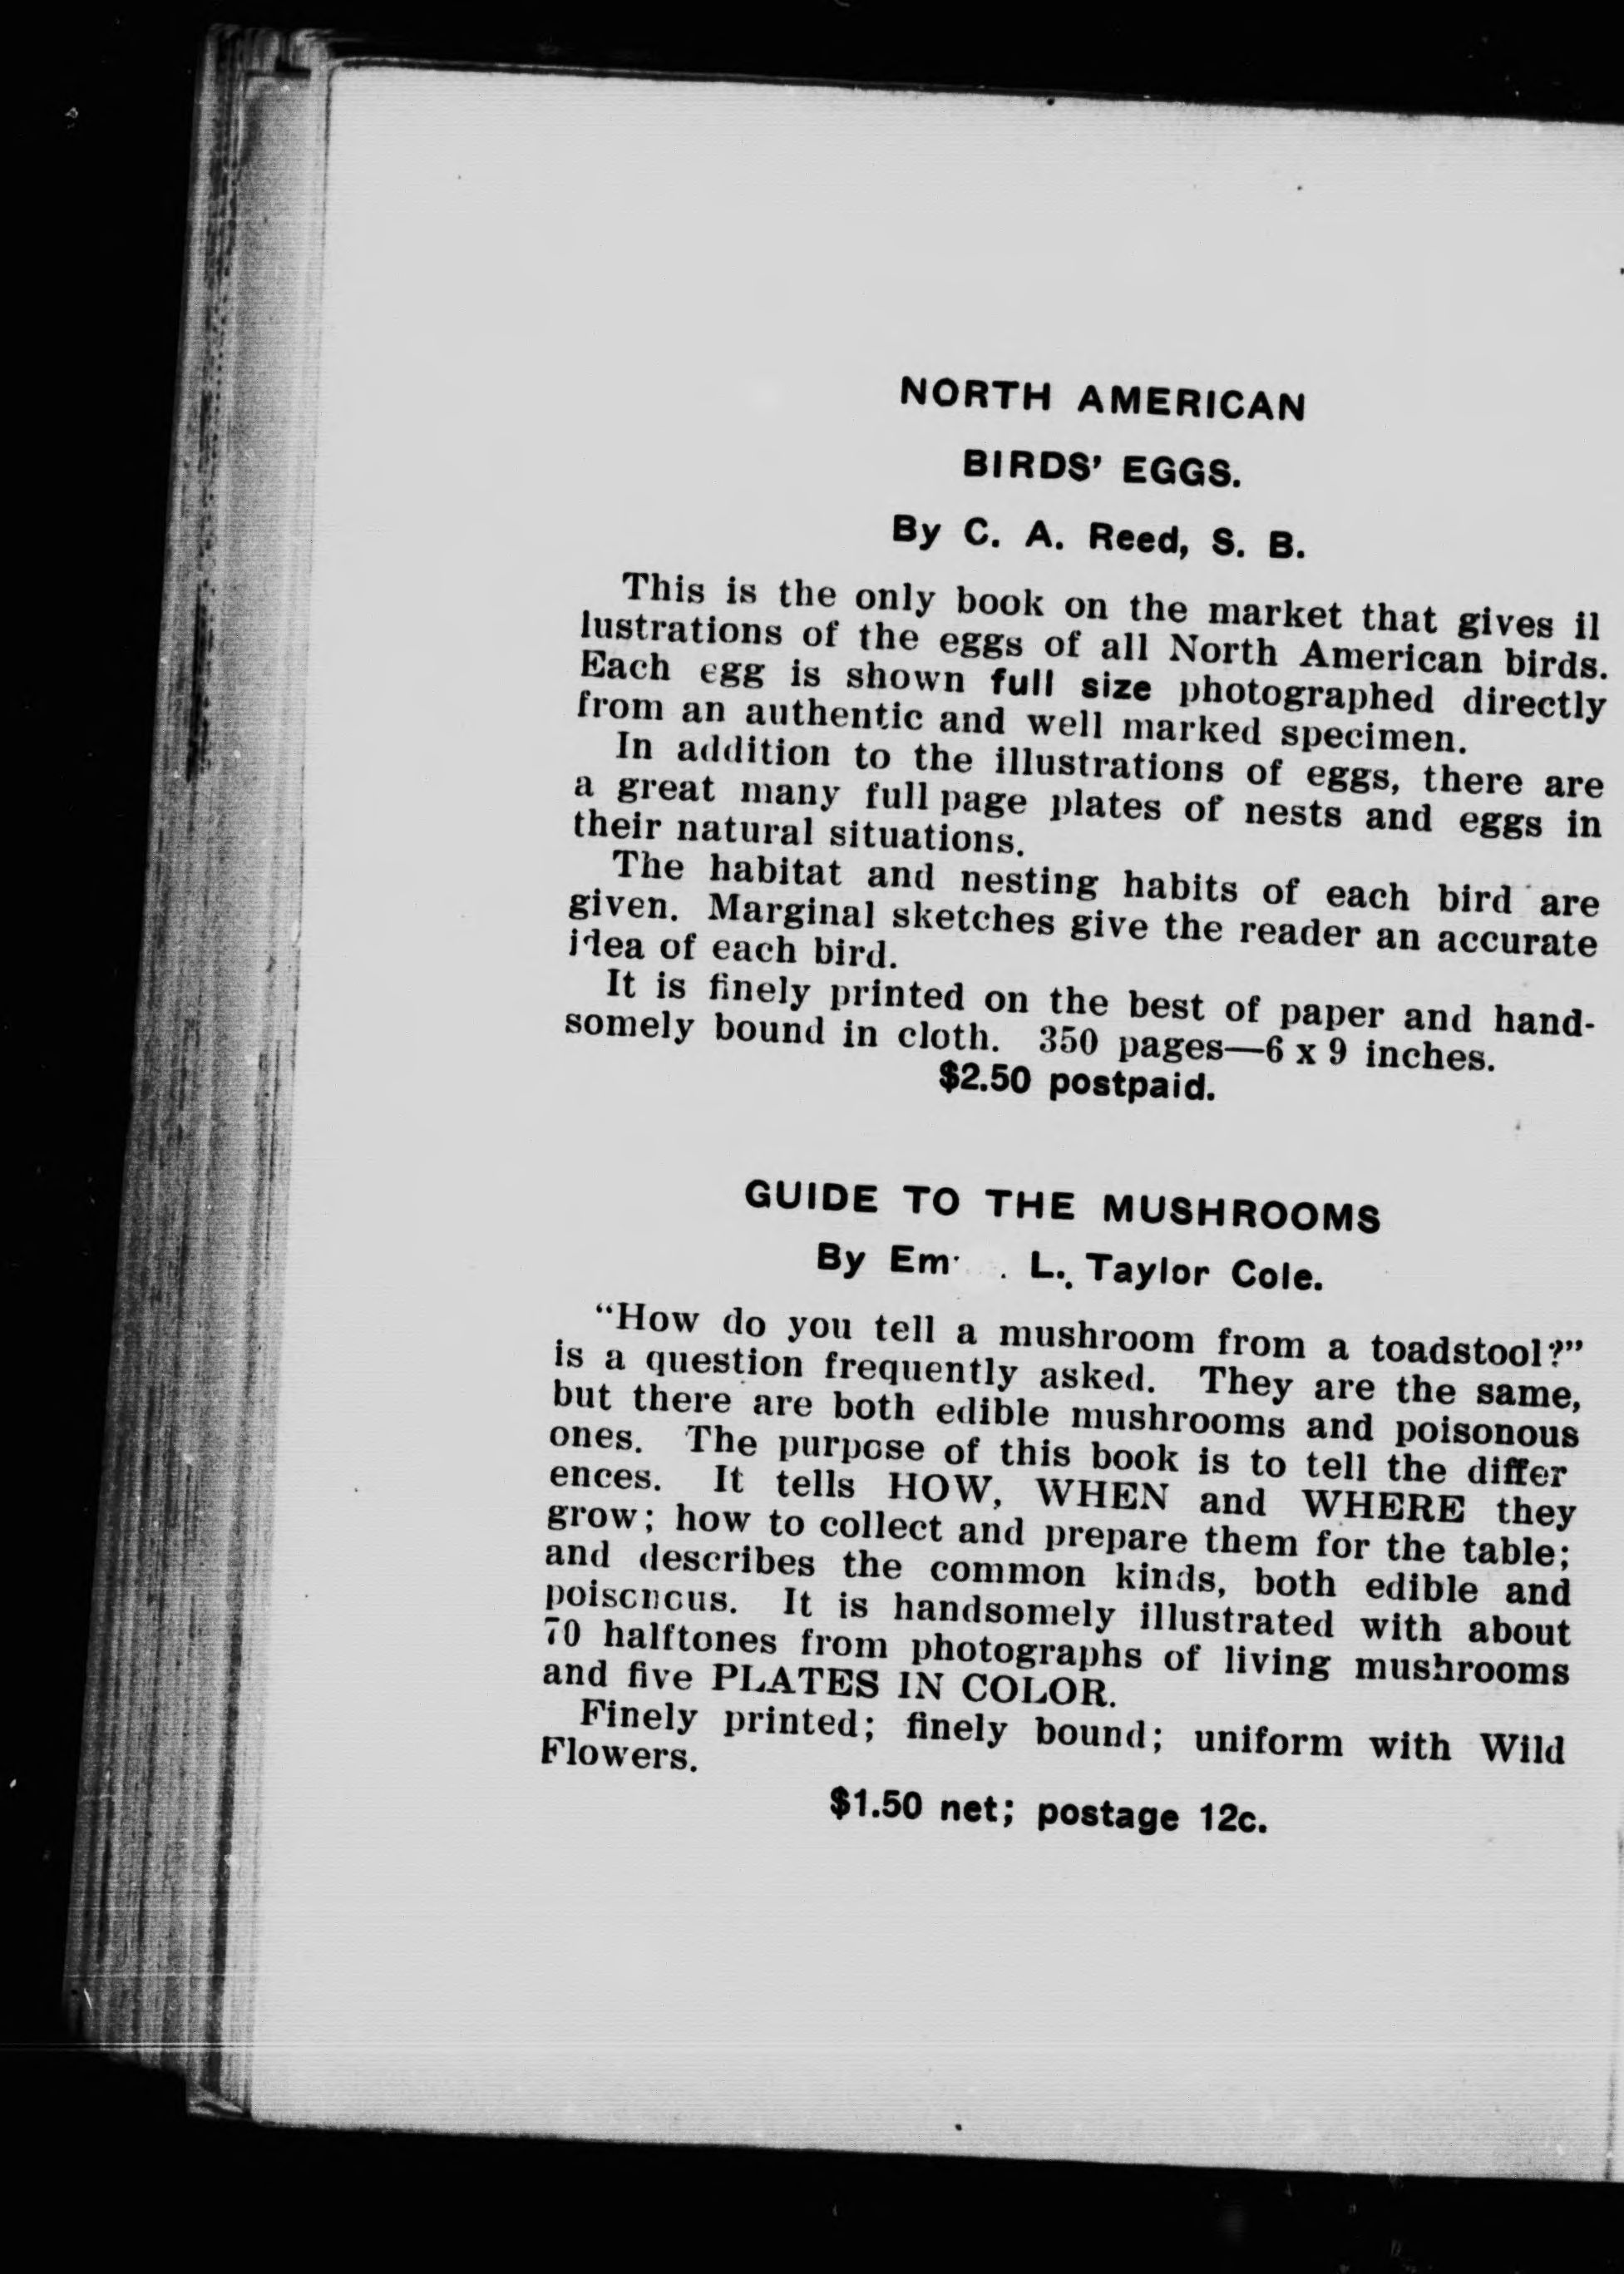 NORTH AMERICAN
BIRDS' EGGS.
By C. A. Reed, S. B.
This is the only book on the market that gives il
lustrations of the eggs of all North American birds.
Each egg is shown full size photographed directly
from an authentic and well marked specimen.
In addition to the illustrations of eggs, there are
a great many full page plates of nests and eggs in
their natural situations.
The habitat and nesting habits of each bird are
given. Marginal sketches give the reader an accurate
idea of each bird.
It is finely printed on the best of paper and hand-
somely bound in cloth. 350 pages—6 x 9 inches.
$2.50 postpaid.
GUIDE TO THE MUSHROOMS
By L. Taylor Cole.
"How do you tell a mushroom from a toadstool?"
is a question frequently asked. They are the same,
but there are both edible mushrooms and poisonous
ones. The purpose of this book is to tell the differ
ences. It tells HOW, WHEN and WHERE they
grow; how to collect and prepare them for the table;
and describes the common kinds, both edible and
poisonous. It is handsomely illustrated with about
70 halftones from photographs of living mushrooms
and five PLATES IN COLOR.
Finely printed; finely bound; uniform with Wild
Flowers.
$1.50 net; postage 12c.